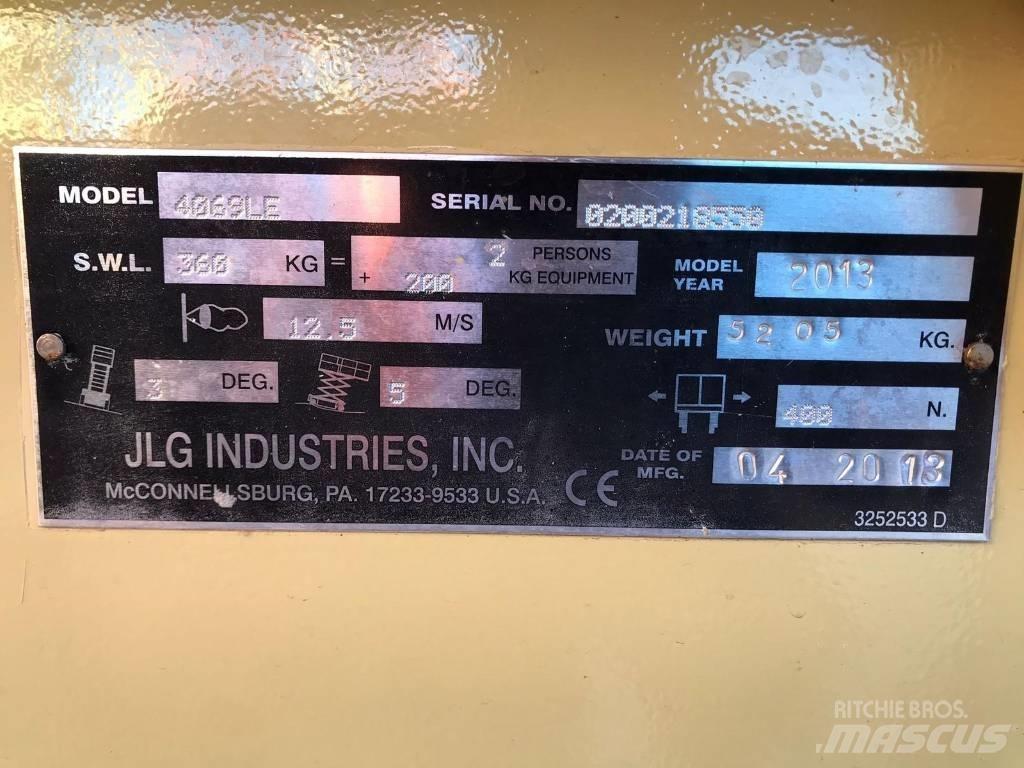 MODEL 4069LE SERIAL NO. 0200218550
S.W.L. 360 KG = 2 PERSONS
+ 200 KG EQUIPMENT
MODEL YEAR 2013
12.5 M/S
WEIGHT 5205 KG.
3 DEG. 5 DEG.
400 N.
JLG INDUSTRIES, INC.
McCONNELLSBURG, PA. 17233-9533 U.S.A. CE
DATE OF MFG. 04 2013
3252533 D
RITCHIE BROS.
MASCUS